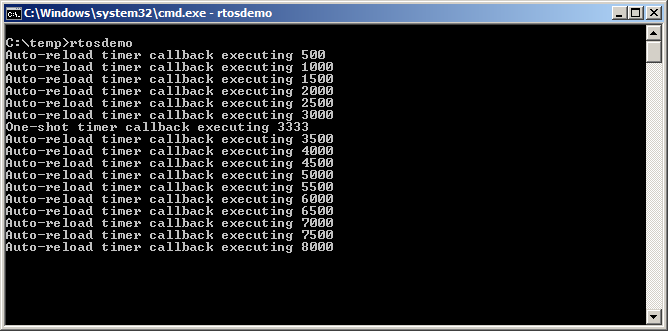 C:\Windows\system32\cmd.exe - rtosdemo
C:\temp>rtosdemo
Auto-reload timer callback executing 500
Auto-reload timer callback executing 1000
Auto-reload timer callback executing 1500
Auto-reload timer callback executing 2000
Auto-reload timer callback executing 2500
Auto-reload timer callback executing 3000
One-shot timer callback executing 3333
Auto-reload timer callback executing 3500
Auto-reload timer callback executing 4000
Auto-reload timer callback executing 4500
Auto-reload timer callback executing 5000
Auto-reload timer callback executing 5500
Auto-reload timer callback executing 6000
Auto-reload timer callback executing 6500
Auto-reload timer callback executing 7000
Auto-reload timer callback executing 7500
Auto-reload timer callback executing 8000